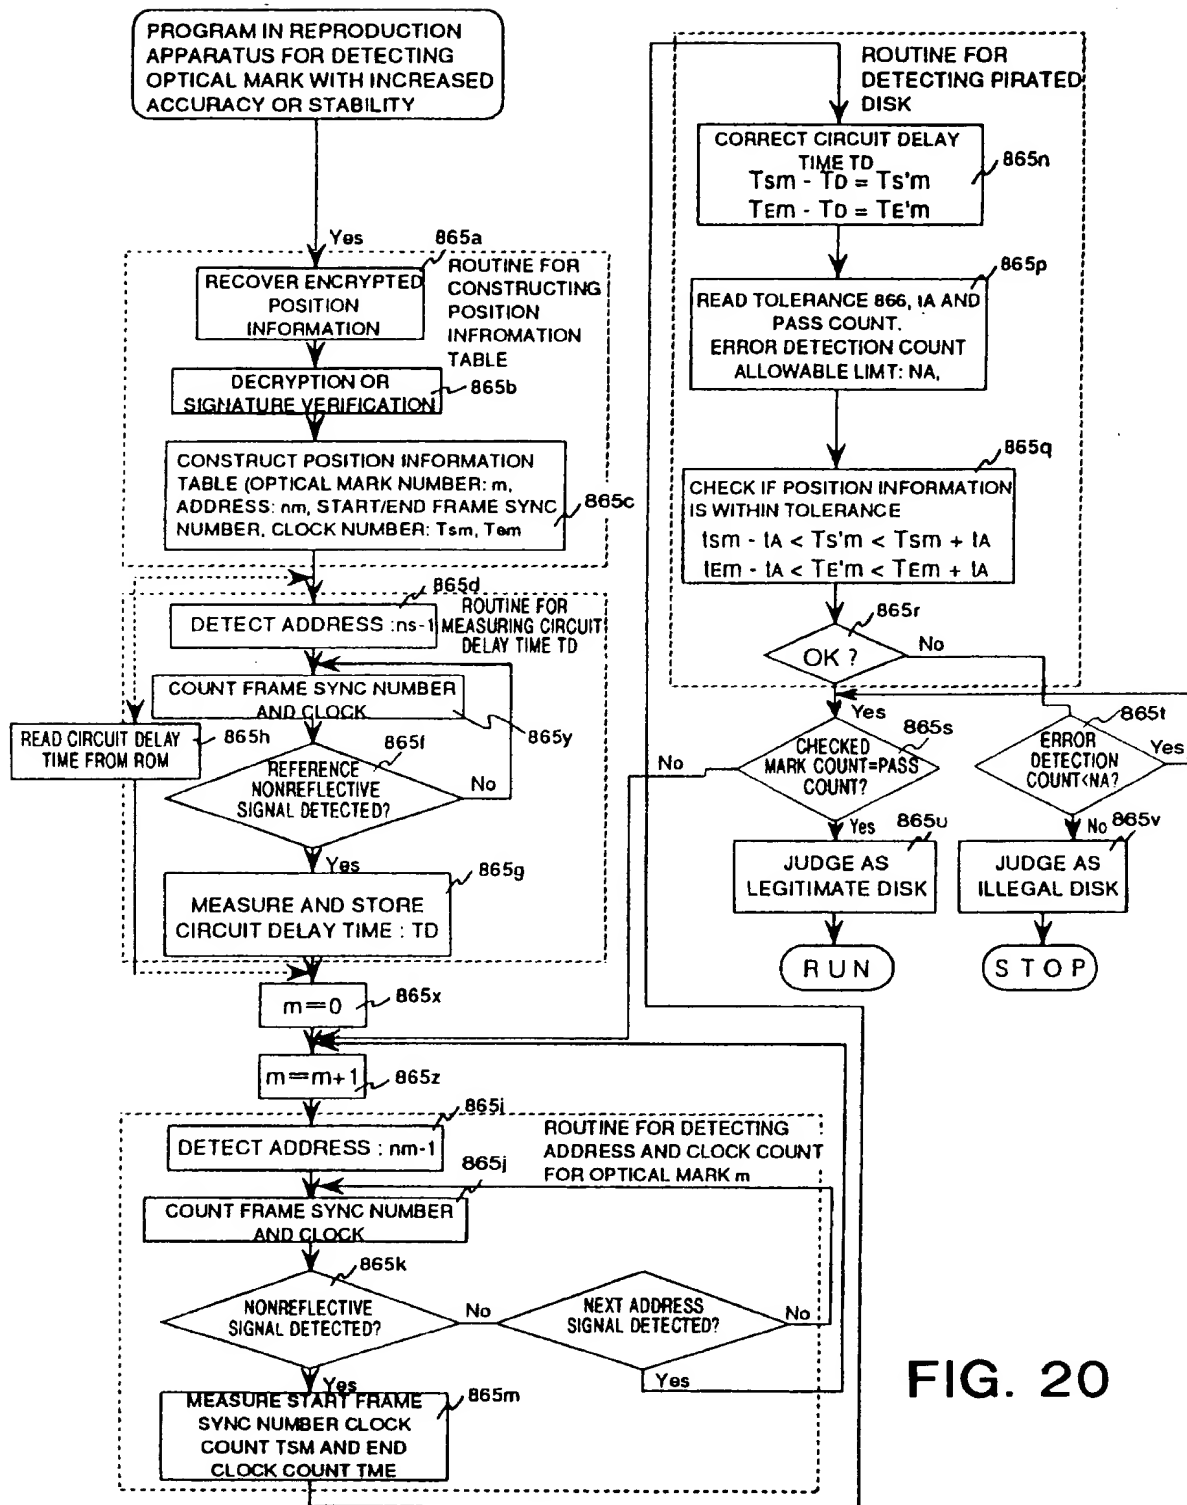 PROGRAM IN REPRODUCTION
APPARATUS FOR DETECTING
OPTICAL MARK WITH INCREASED
ACCURACY OR STABILITY
Yes
865a
ROUTINE FOR
CONSTRUCTING
POSITION
INFROMATION
TABLE
RECOVER ENCRYPTED
POSITION
INFORMATION
DECRYPTION OR
SIGNATURE VERIFICATION
865b
CONSTRUCT POSITION INFORMATION
TABLE (OPTICAL MARK NUMBER: m,
ADDRESS: nm, START/END FRAME SYNC
NUMBER, CLOCK NUMBER: Tsm, Tem
865c
865d
ROUTINE FOR
MEASURING CIRCUIT
DELAY TIME TD
DETECT ADDRESS :ns-1
COUNT FRAME SYNC NUMBER
AND CLOCK
865y
READ CIRCUIT DELAY
TIME FROM ROM
865h
865f
REFERENCE
NONREFLECTIVE
SIGNAL DETECTED?
No
Yes
865g
MEASURE AND STORE
CIRCUIT DELAY TIME : TD
m=0
865x
m=m+1
865z
865i
DETECT ADDRESS : nm-1
ROUTINE FOR DETECTING
ADDRESS AND CLOCK COUNT
FOR OPTICAL MARK m
865j
COUNT FRAME SYNC NUMBER
AND CLOCK
865k
NONREFLECTIVE
SIGNAL DETECTED?
No
NEXT ADDRESS
SIGNAL DETECTED?
No
Yes
Yes
865m
MEASURE START FRAME
SYNC NUMBER CLOCK
COUNT TSM AND END
CLOCK COUNT TME
ROUTINE FOR
DETECTING PIRATED
DISK
CORRECT CIRCUIT DELAY
TIME TD
Tsm - TD = Ts'm
TEm - TD = TE'm
865n
865p
READ TOLERANCE 866, tA AND
PASS COUNT.
ERROR DETECTION COUNT
ALLOWABLE LIMT: NA,
865q
CHECK IF POSITION INFORMATION
IS WITHIN TOLERANCE
tsm - tA < Ts'm < Tsm + tA
tEm - tA < TE'm < TEm + tA
865r
OK ?
No
Yes
865s
CHECKED
MARK COUNT=PASS
COUNT?
No
Yes
865t
ERROR
DETECTION
COUNT<NA?
Yes
No
865u
JUDGE AS
LEGITIMATE DISK
865v
JUDGE AS
ILLEGAL DISK
RUN
STOP
FIG. 20